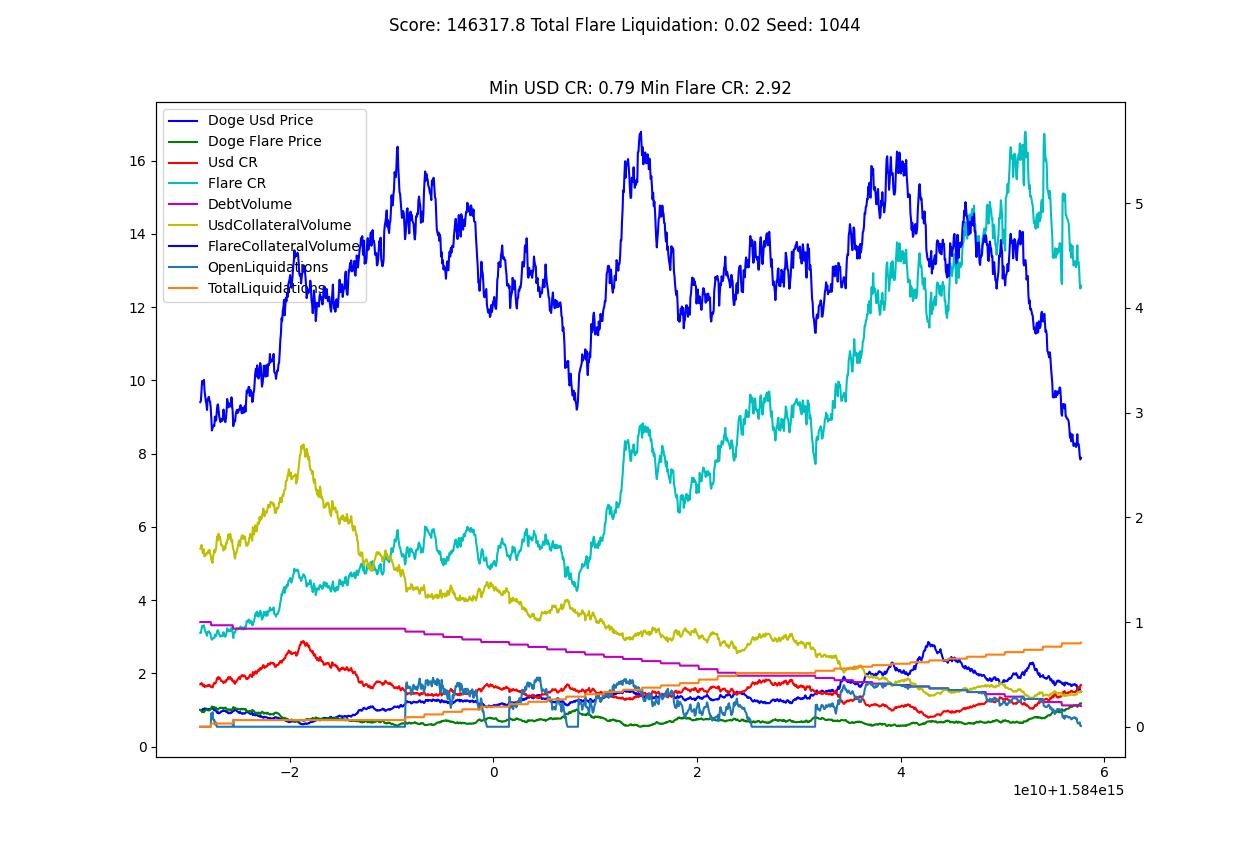 Score: 146317.8 Total Flare Liquidation: 0.02 Seed: 1044
Min USD CR: 0.79 Min Flare CR: 2.92
Doge Usd Price
Doge Flare Price
Usd CR
Flare CR
DebtVolume
UsdCollateralVolume
FlareCollateralVolume
OpenLiquidations
TotalLiquidations
16
14
12
10
8
6
4
2
0
5
4
3
2
1
0
−2
0
2
4
6
1e10+1.584e15